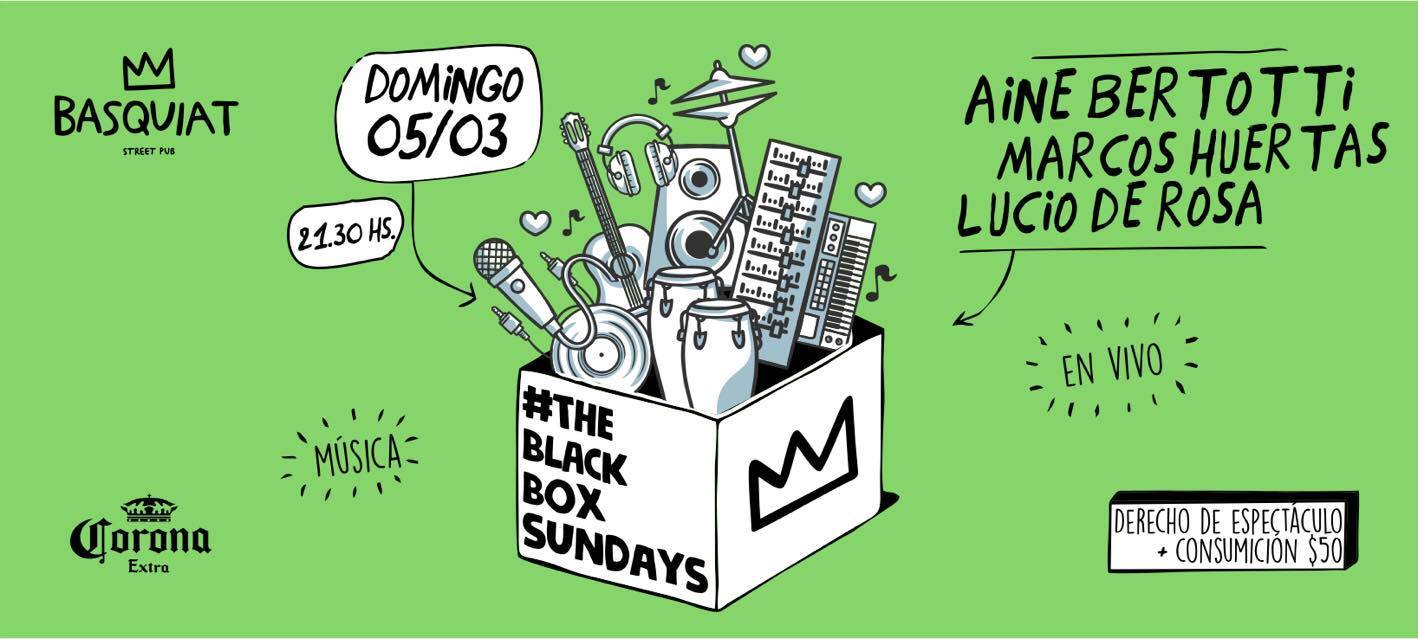 BASQUIAT
STREET PUB
DOMiNGO
05/03
21.30 HS.
AiNE BERTOTTi
MARCOS HUERTAS
LUCiO DE ROSA
EN VIVO
MÚSICA
#THE
BLACK
BOX
SUNDAYS
Corona
Extra
DERECHO DE ESPECTÁCULO
+ CONSUMICIÓN $50